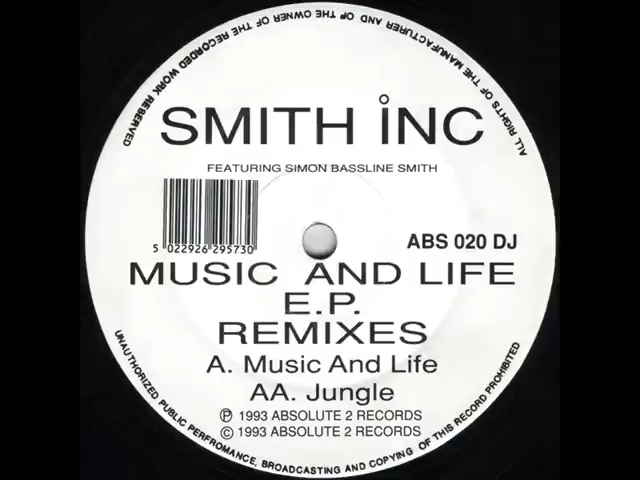 ALL RIGHTS OF THE MANUFACTURER AND OF THE OWNER OF THE RECORDED WORK RESERVED
SMITH INC
FEATURING SIMON BASSLINE SMITH
5 022926 295730
ABS 020 DJ
MUSIC AND LIFE
E.P.
REMIXES
A. Music And Life
AA. Jungle
℗ 1993 ABSOLUTE 2 RECORDS
© 1993 ABSOLUTE 2 RECORDS
UNAUTHORIZED PUBLIC PERFROMANCE, BROADCASTING AND COPYING OF THIS RECORD PROHIBITED